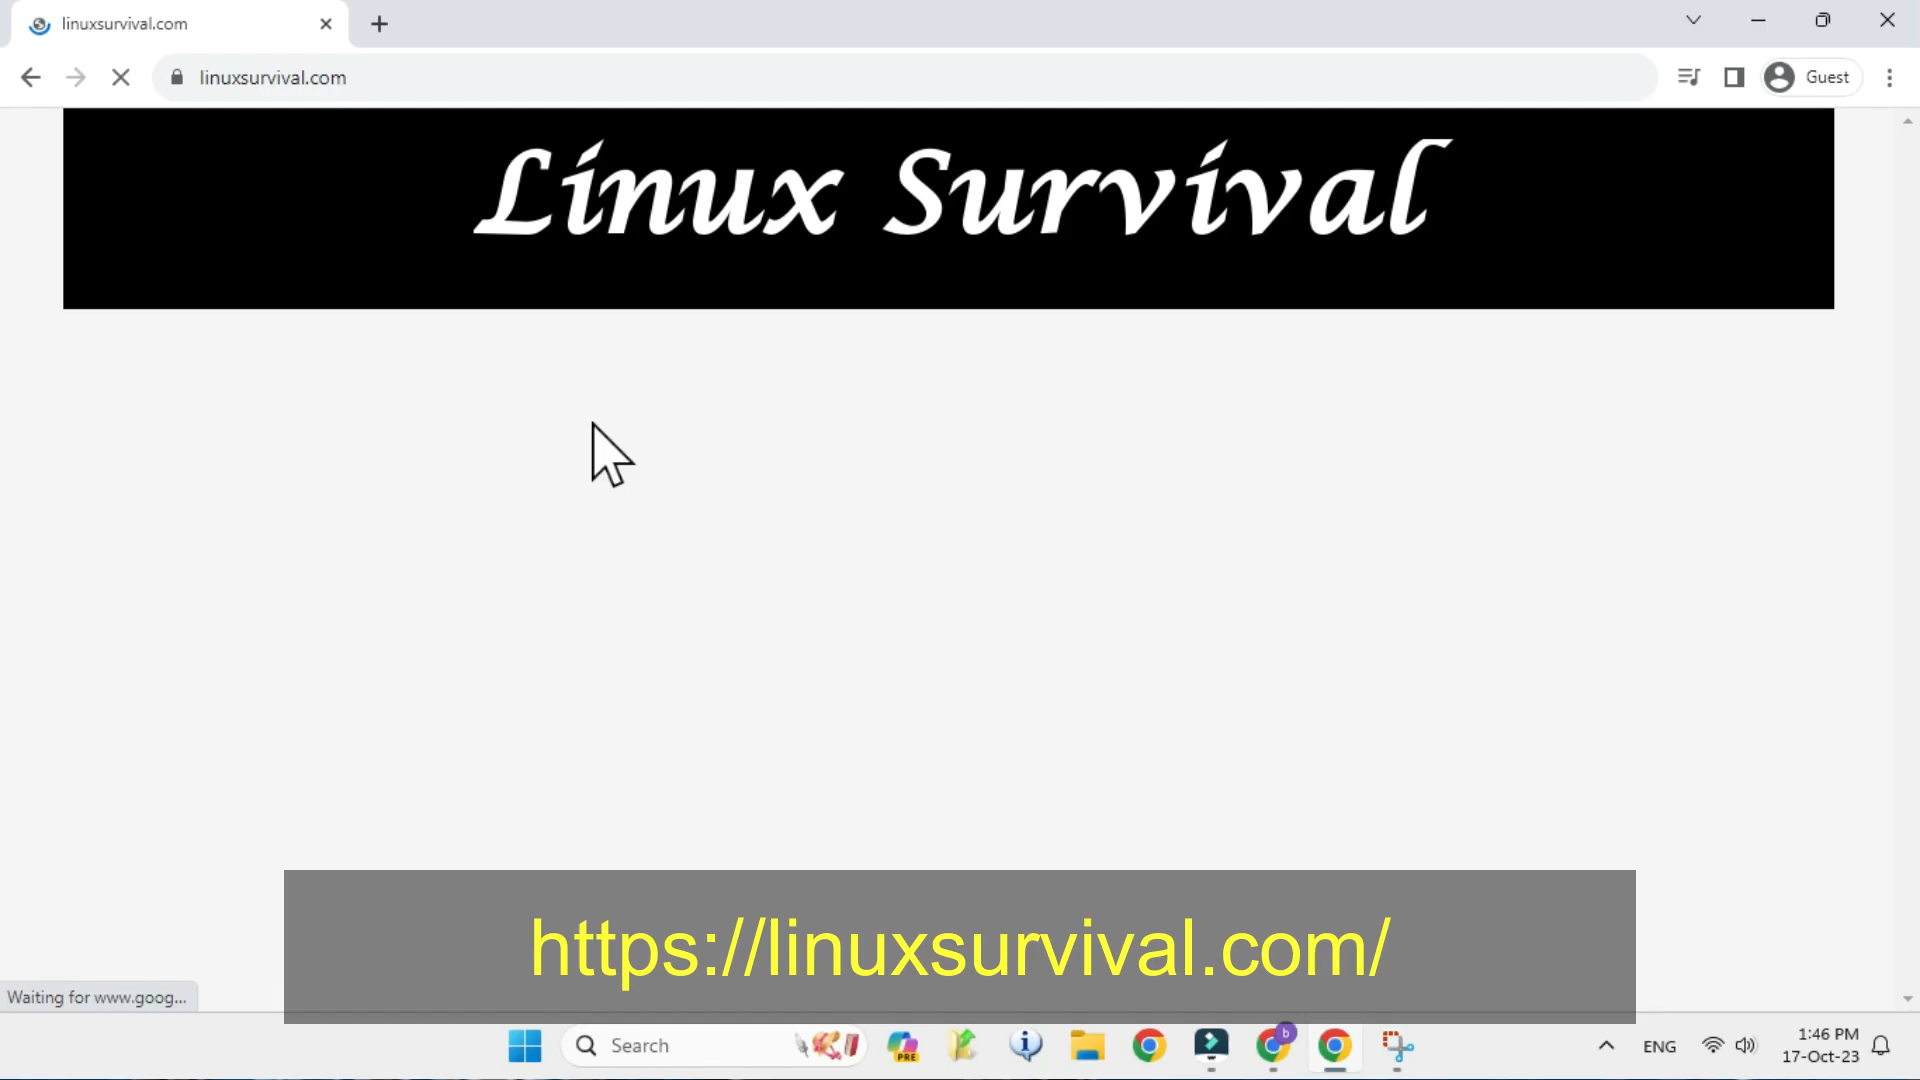 linuxsurvival.com
linuxsurvival.com
Guest
Linux Survival
https://linuxsurvival.com/
Waiting for www.goog...
Search
PRE
b
ENG
1:46 PM
17-Oct-23